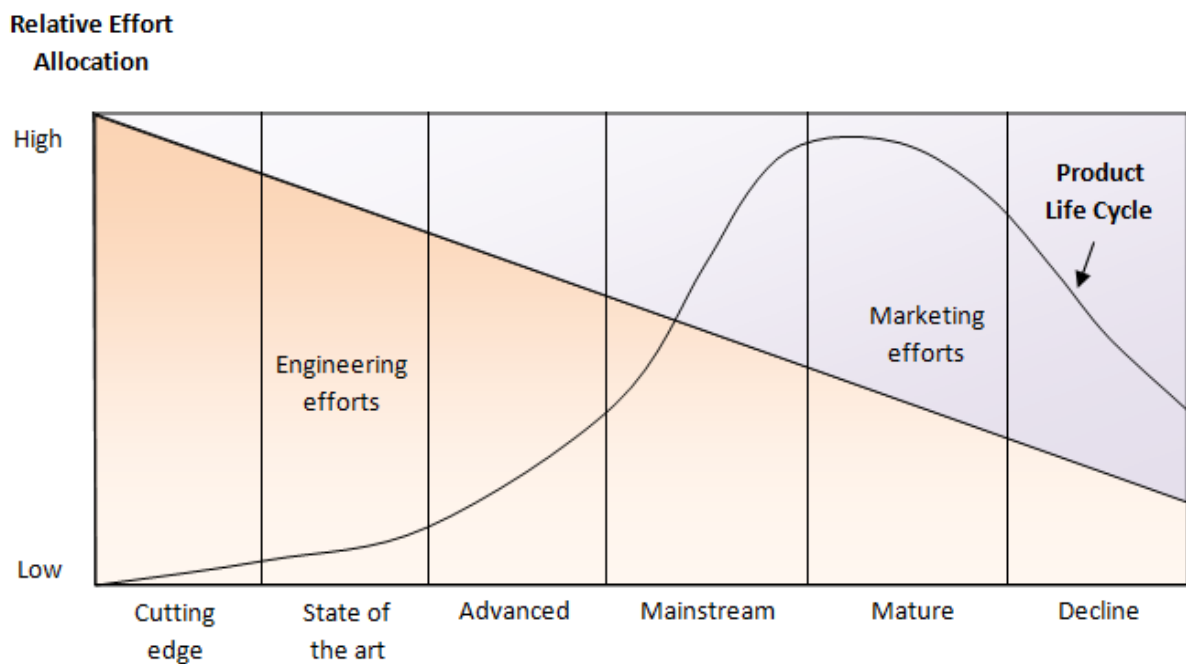 Relative Effort
Allocation
High
Product
Life Cycle
Marketing
efforts
Engineering
efforts
Low
Cutting
edge
State of
the art
Advanced
Mainstream
Mature
Decline